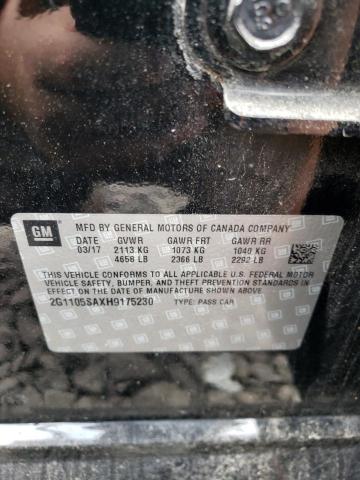 GM
MFD BY GENERAL MOTORS OF CANADA COMPANY
DATE GVWR GAWR FRT GAWR RR
03/17 2113 KG 1073 KG 1040 KG
4658 LB 2366 LB 2292 LB
THIS VEHICLE CONFORMS TO ALL APPLICABLE U.S. FEDERAL MOTOR
VEHICLE SAFETY, BUMPER, AND THEFT PREVENTION STANDARDS IN
EFFECT ON THE DATE OF MANUFACTURE SHOWN ABOVE.
2G1105SAXH9175230 TYPE: PASS CAR